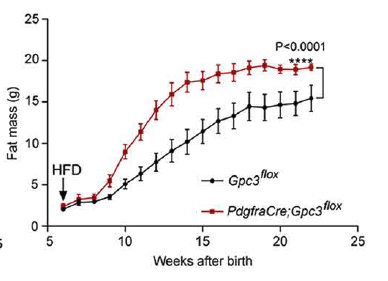 25
P<0.0001
20
****
15
Fat mass (g)
10
HFD
5
Gpc3flox
PdgfraCre;Gpc3flox
0
5 10 15 20 25
Weeks after birth